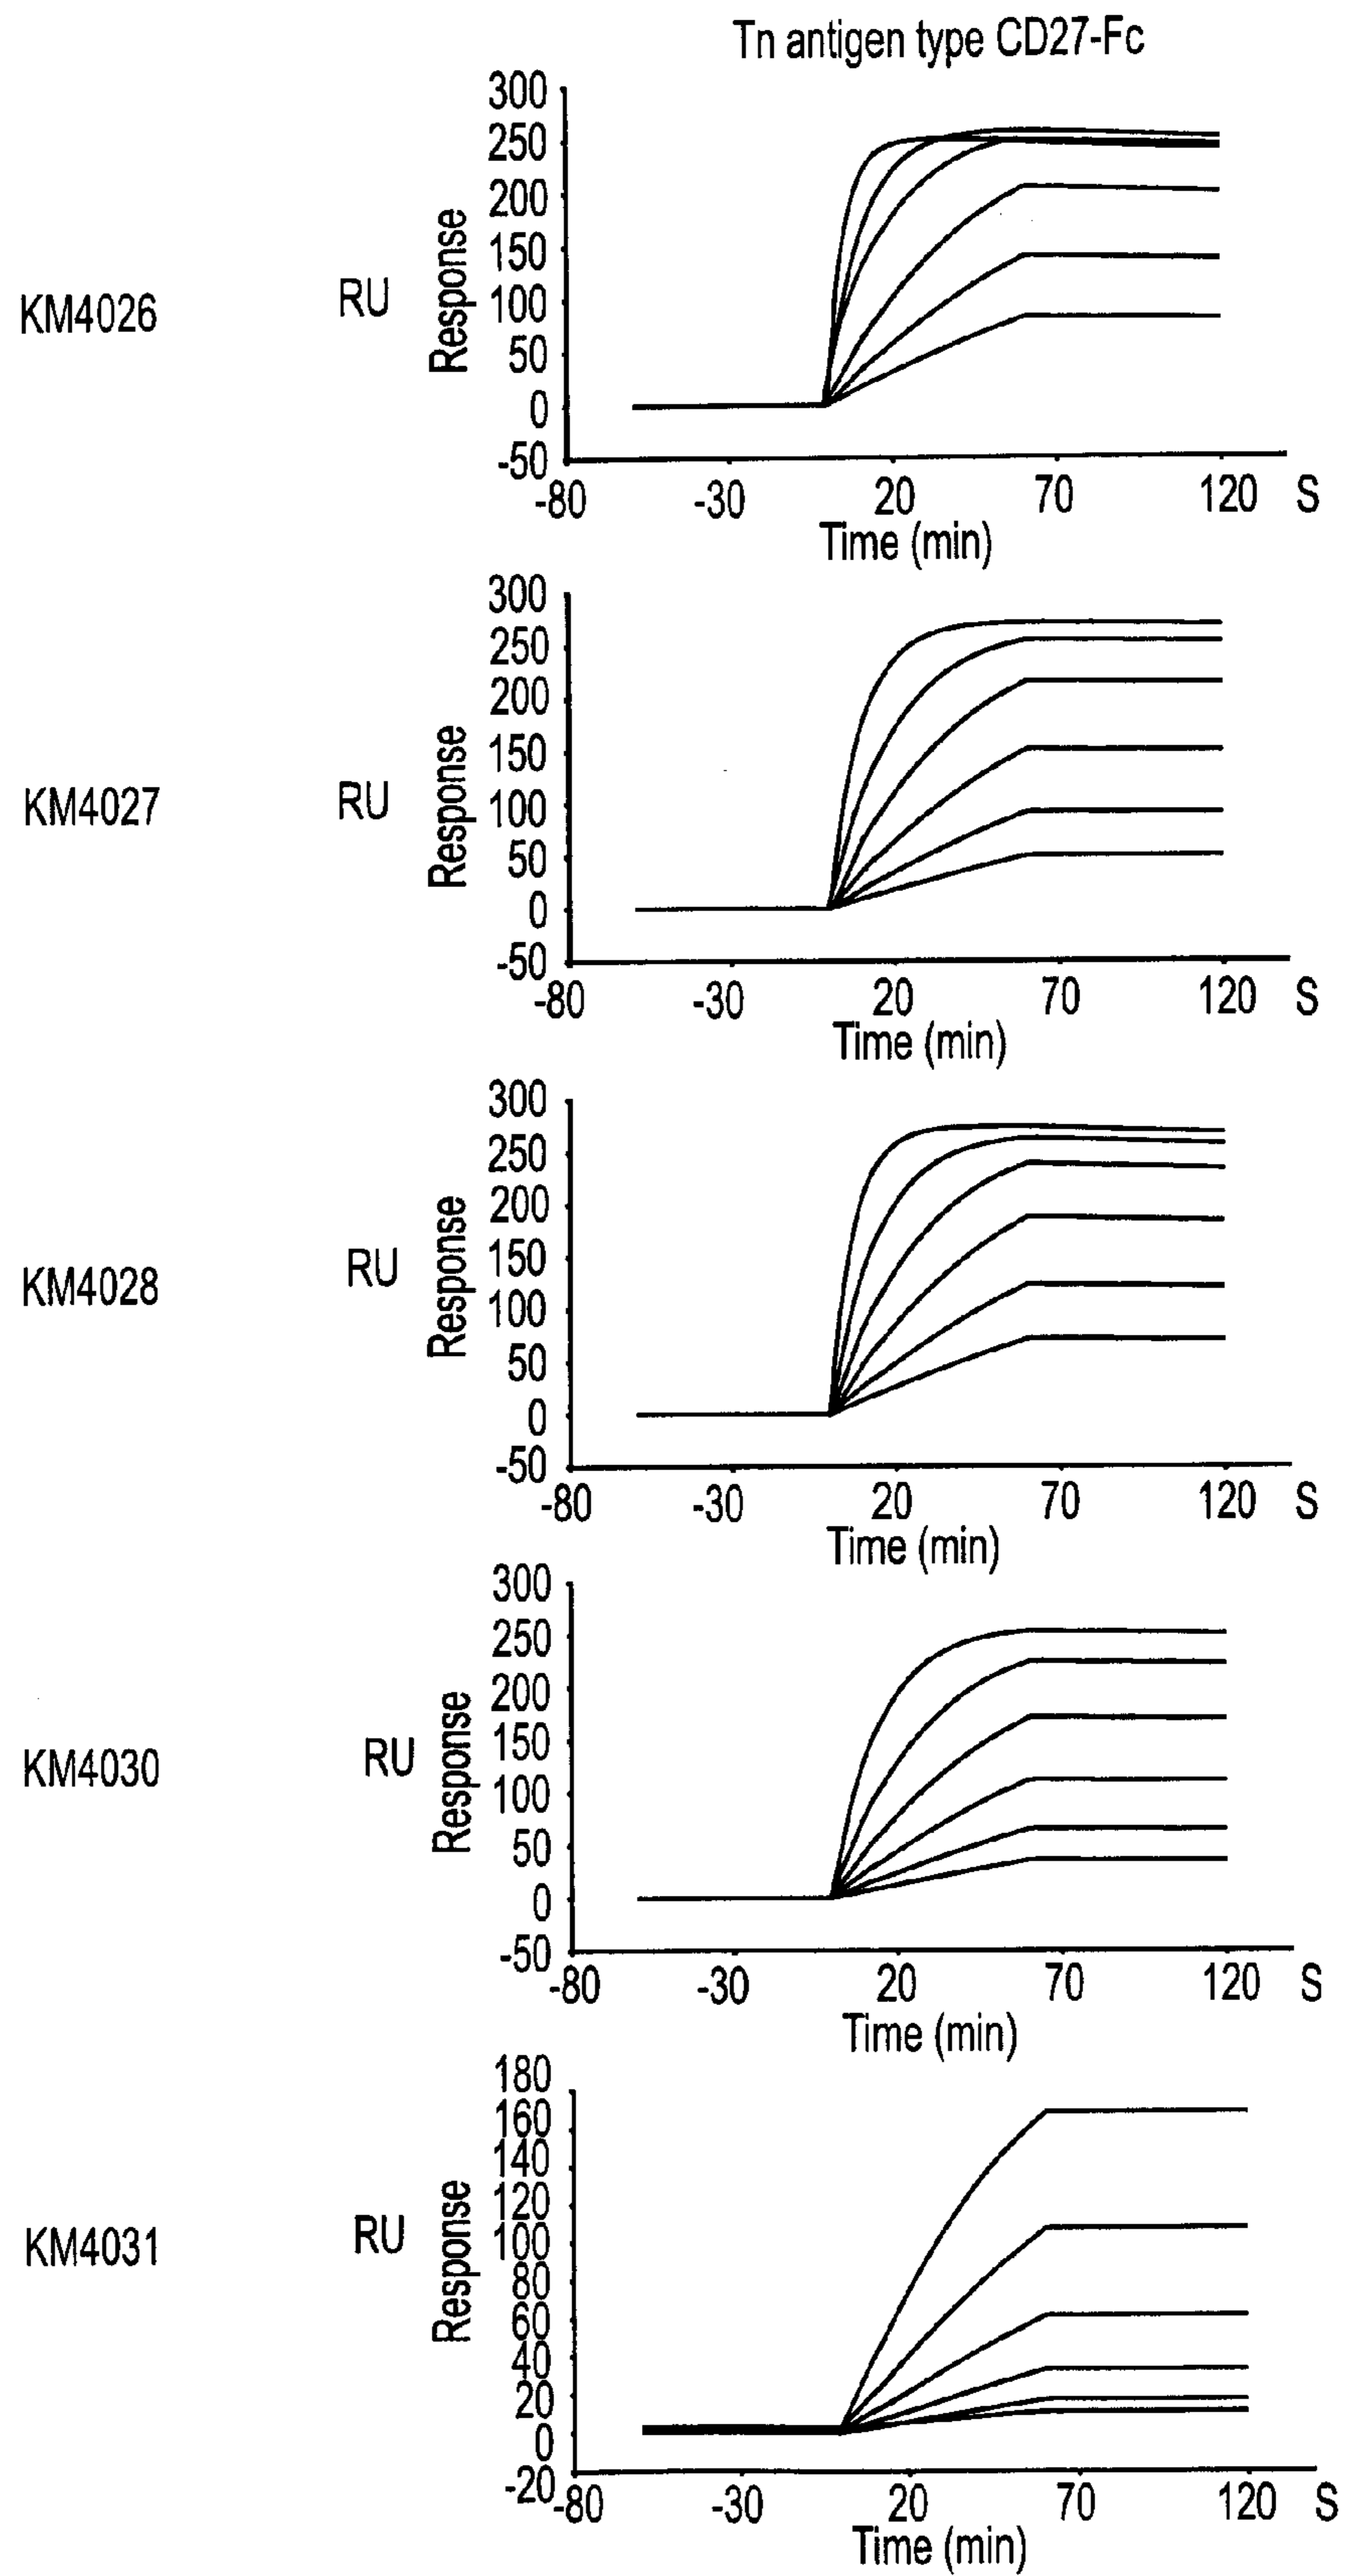 Tn antigen type CD27-Fc
KM4026
RU
Response
300
250
200
150
100
50
0
-50
-80 -30 20 70 120 S
Time (min)
KM4027
RU
Response
300
250
200
150
100
50
0
-50
-80 -30 20 70 120 S
Time (min)
KM4028
RU
Response
300
250
200
150
100
50
0
-50
-80 -30 20 70 120 S
Time (min)
KM4030
RU
Response
300
250
200
150
100
50
0
-50
-80 -30 20 70 120 S
Time (min)
KM4031
RU
Response
180
160
140
120
100
80
60
40
20
0
-20
-80 -30 20 70 120 S
Time (min)